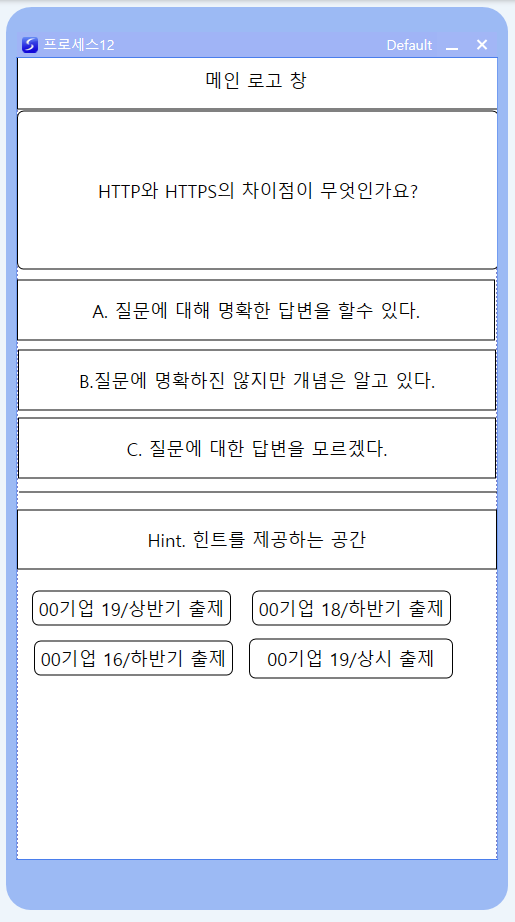 프로세스12 Default
메인 로고 창
HTTP와 HTTPS의 차이점이 무엇인가요?
A. 질문에 대해 명확한 답변을 할수 있다.
B.질문에 명확하진 않지만 개념은 알고 있다.
C. 질문에 대한 답변을 모르겠다.
Hint. 힌트를 제공하는 공간
00기업 19/상반기 출제 00기업 18/하반기 출제
00기업 16/하반기 출제 00기업 19/상시 출제